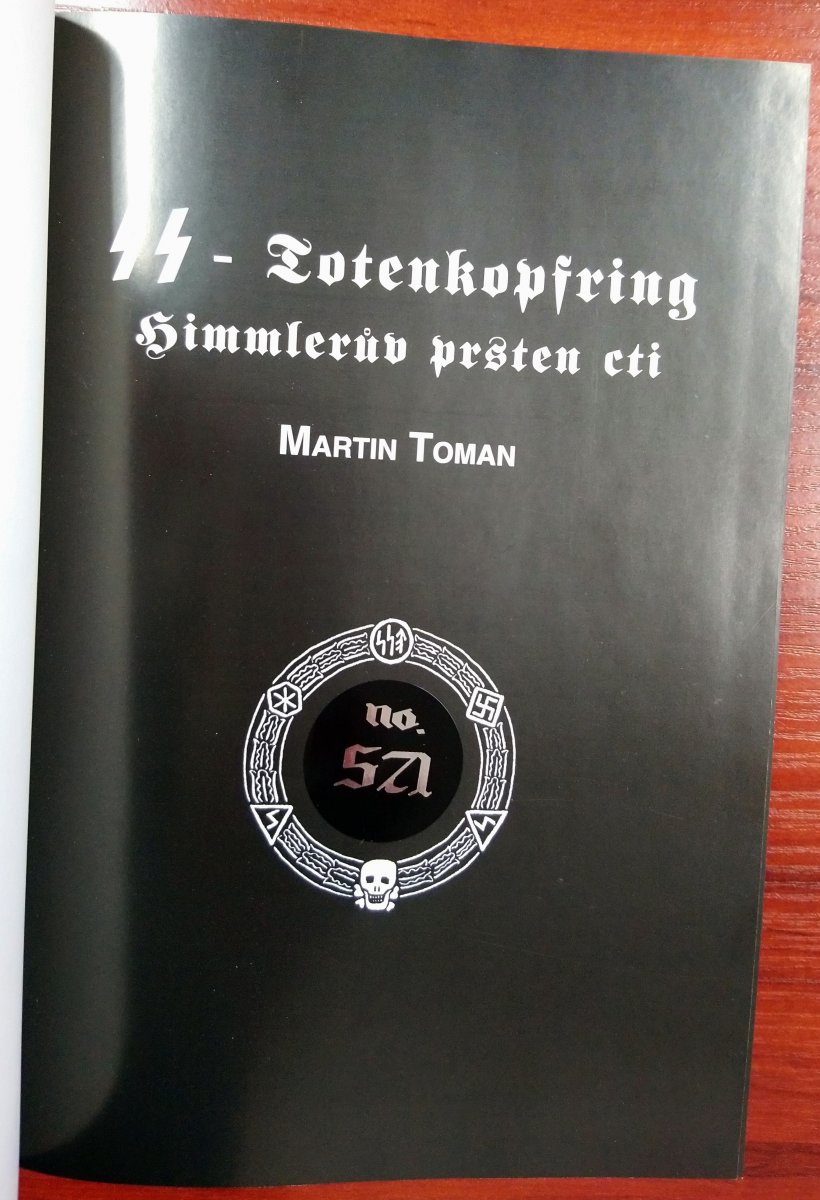 SS - Totenkopfring
Himmlerův prsten cti
MARTIN TOMAN
no.